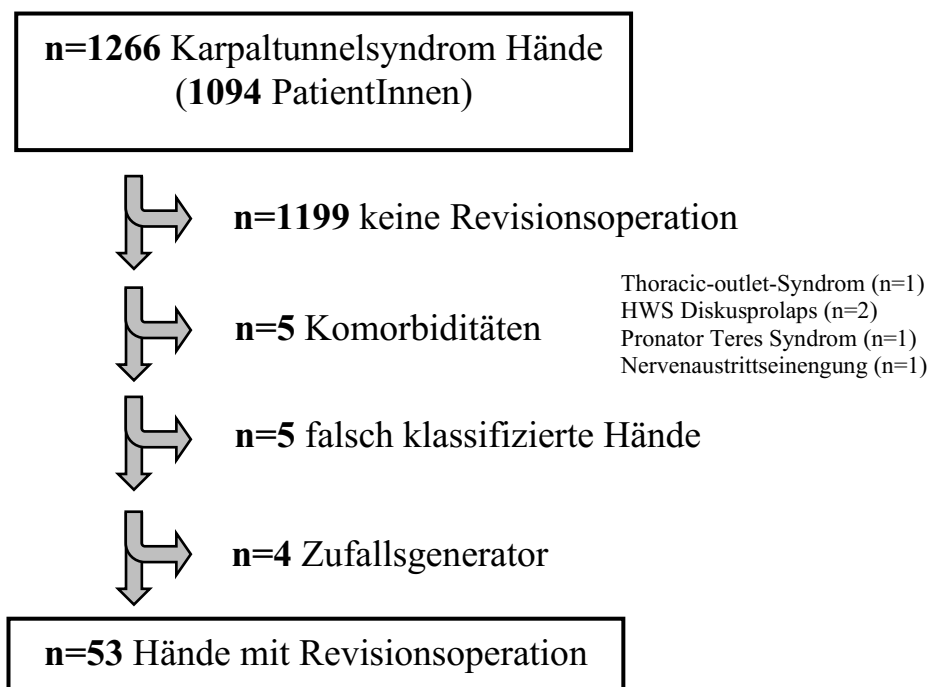 n=1266 Karpaltunnelsyndrom Hände
(1094 PatientInnen)
n=1199 keine Revisionsoperation
n=5 Komorbiditäten
Thoracic-outlet-Syndrom (n=1)
HWS Diskusprolaps (n=2)
Pronator Teres Syndrom (n=1)
Nervenaustrittseinengung (n=1)
n=5 falsch klassifizierte Hände
n=4 Zufallsgenerator
n=53 Hände mit Revisionsoperation